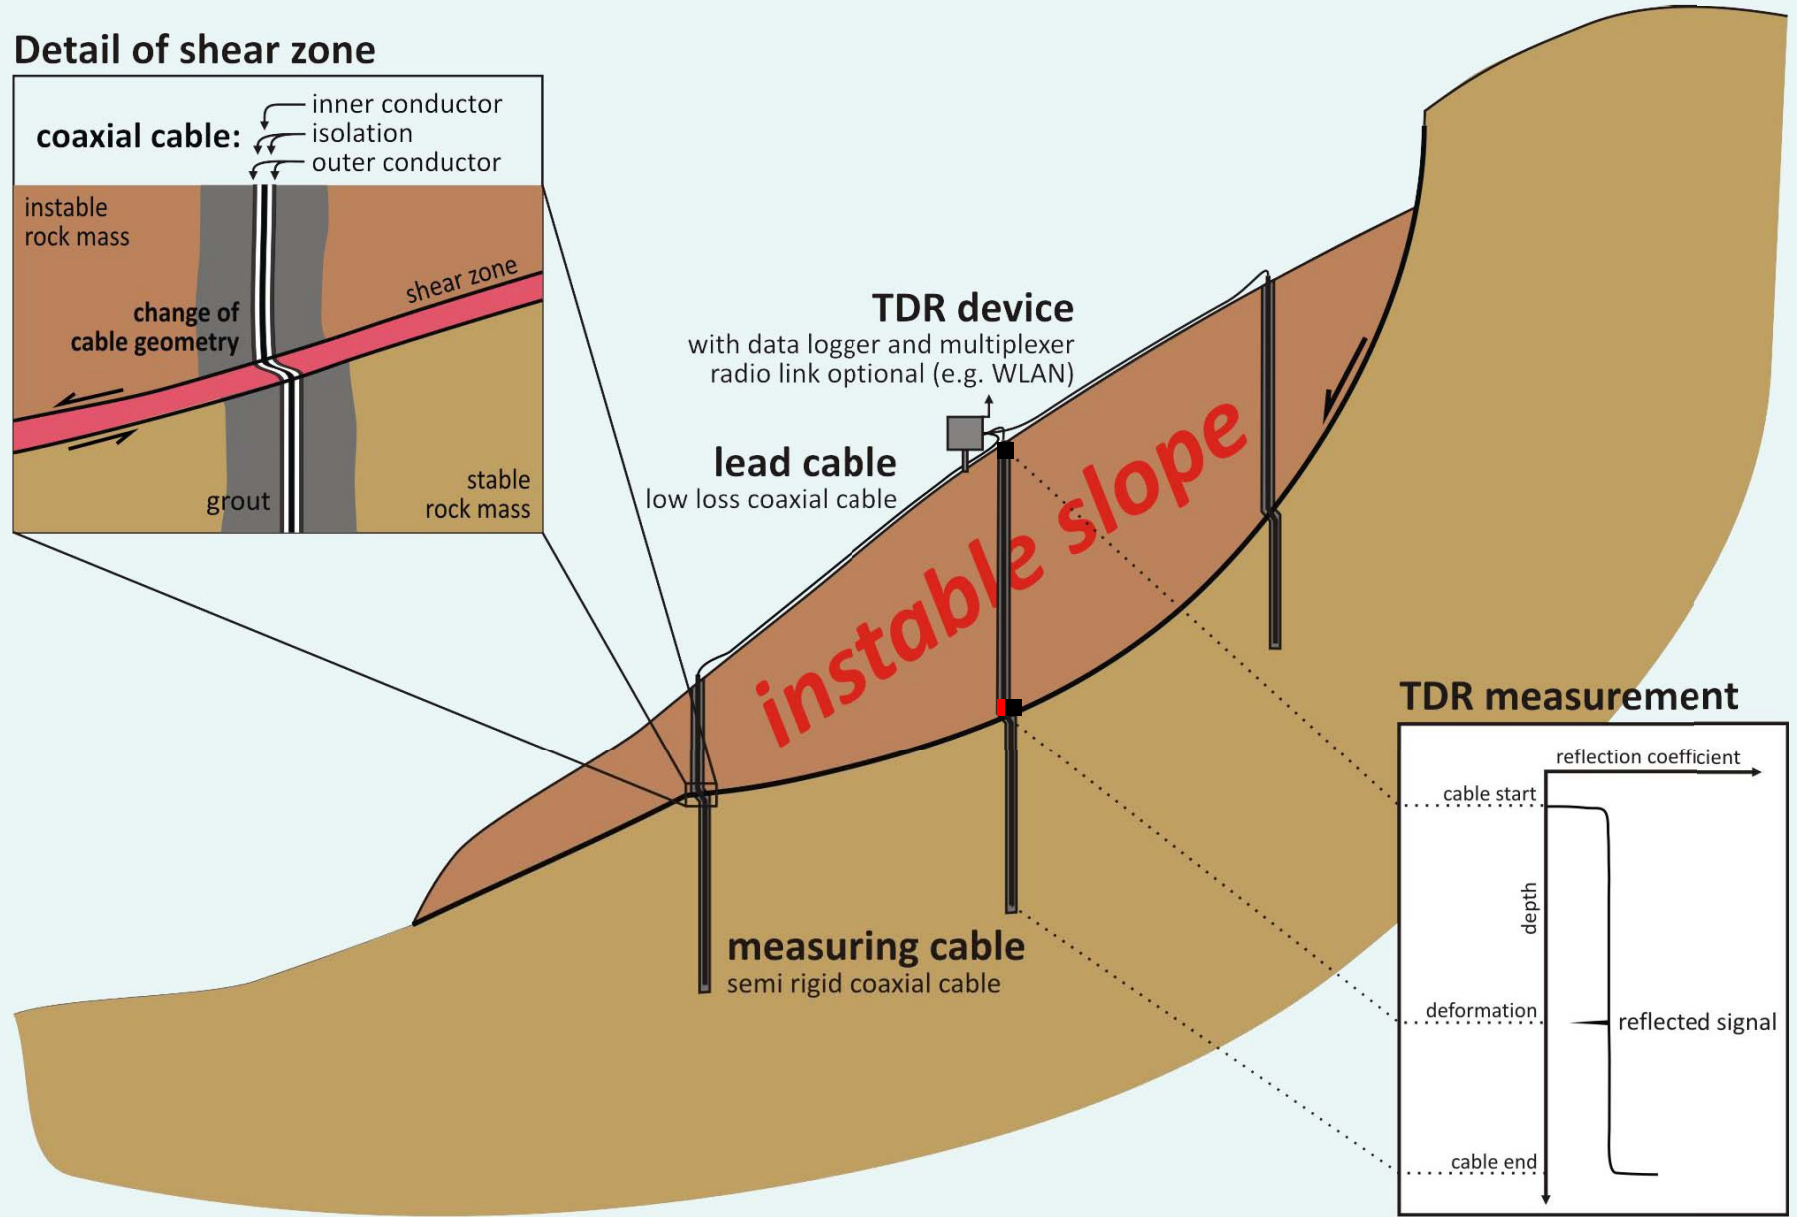 Detail of shear zone
coaxial cable:
inner conductor
isolation
outer conductor
instable
rock mass
shear zone
change of
cable geometry
grout
stable
rock mass
TDR device
with data logger and multiplexer
radio link optional (e.g. WLAN)
lead cable
low loss coaxial cable
instable slope
measuring cable
semi rigid coaxial cable
TDR measurement
reflection coefficient
cable start
depth
deformation
reflected signal
cable end